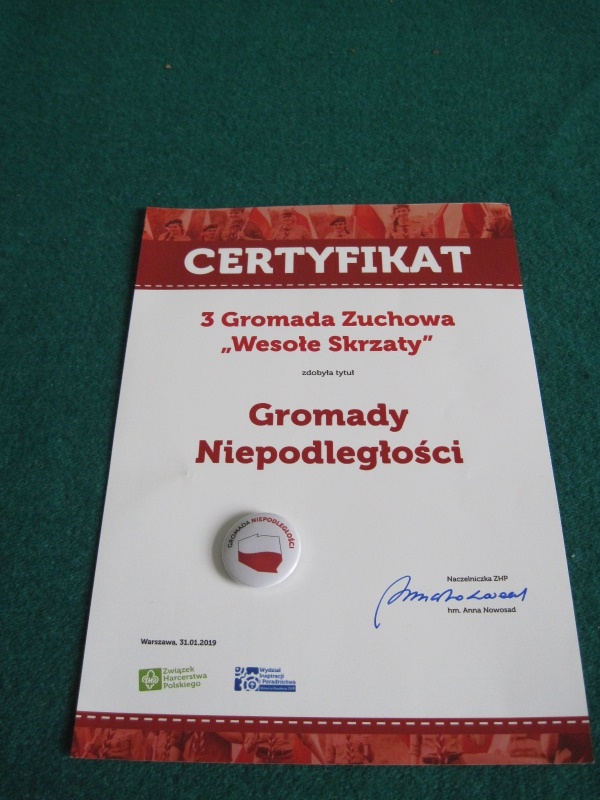 CERTYFIKAT
3 Gromada Zuchowa
„Wesołe Skrzaty”
zdobyła tytuł
Gromady
Niepodległości
GROMADA NIEPODLEGŁOŚCI
Naczelniczka ZHP
hm. Anna Nowosad
Warszawa, 31.01.2019
Związek
Harcerstwa
Polskiego
Wydział
Inspiracji
i Poradnictwa